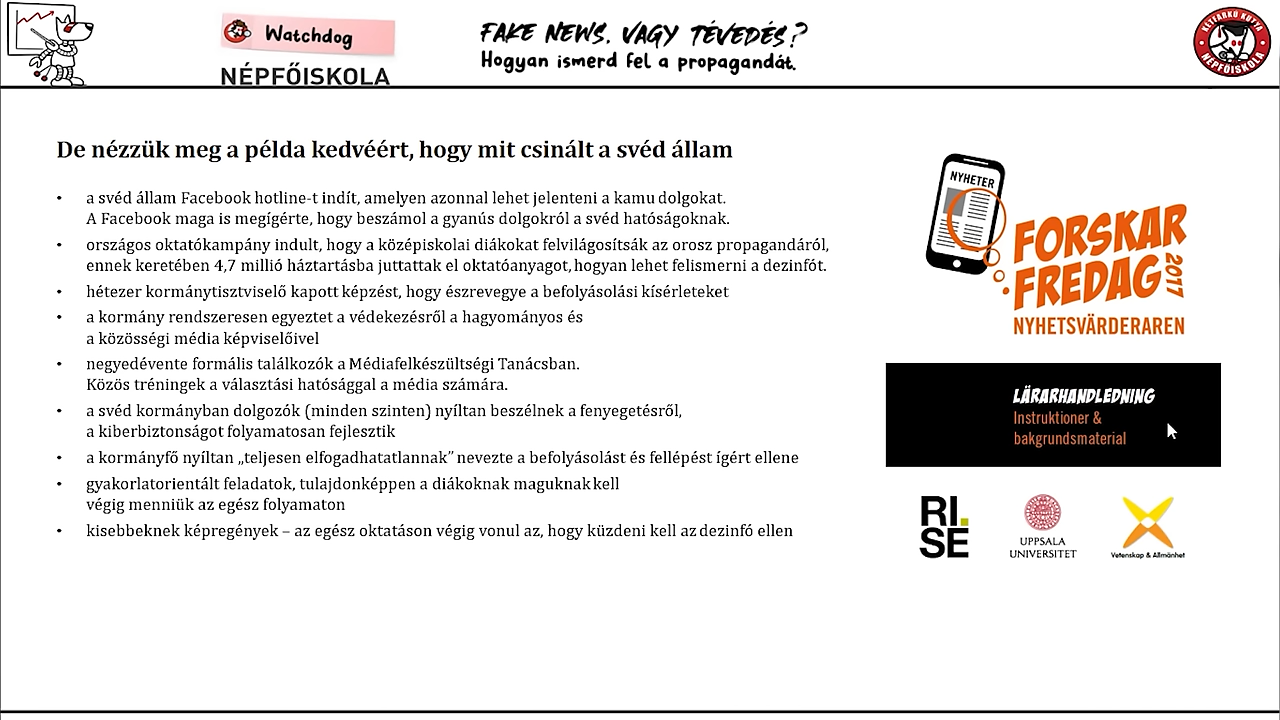 Watchdog
NÉPFŐISKOLA
FAKE NEWS, VAGY TÉVEDÉS?
Hogyan ismerd fel a propagandát.
KÉTFARKÚ KUTYA
NÉPFŐISKOLA
De nézzük meg a példa kedvéért, hogy mit csinált a svéd állam
• a svéd állam Facebook hotline-t indít, amelyen azonnal lehet jelenteni a kamu dolgokat.
A Facebook maga is megígérte, hogy beszámol a gyanús dolgokról a svéd hatóságoknak.
• országos oktatókampány indult, hogy a középiskolai diákokat felvilágosítsák az orosz propagandáról,
ennek keretében 4,7 millió háztartásba juttattak el oktatóanyagot, hogyan lehet felismerni a dezinfót.
• hétezer kormánytisztviselő kapott képzést, hogy észrevegye a befolyásolási kísérleteket
• a kormány rendszeresen egyeztet a védekezésről a hagyományos és
a közösségi média képviselőivel
• negyedévente formális találkozók a Médiafelkészültségi Tanácsban.
Közös tréningek a választási hatósággal a média számára.
• a svéd kormányban dolgozók (minden szinten) nyíltan beszélnek a fenyegetésről,
a kiberbiztonságot folyamatosan fejlesztik
• a kormányfő nyíltan „teljesen elfogadhatatlannak” nevezte a befolyásolást és fellépést ígért ellene
• gyakorlatorientált feladatok, tulajdonképpen a diákoknak maguknak kell
végig menniük az egész folyamaton
• kisebbeknek képregények – az egész oktatáson végig vonul az, hogy küzdeni kell az dezinfó ellen
NYHETER
FORSKAR
FREDAG
2017
NYHETSVÄRDERAREN
LÄRARHANDLEDNING
Instruktioner &
bakgrundsmaterial
RI.
SE
UPPSALA
UNIVERSITET
Vetenskap & Allmänhet